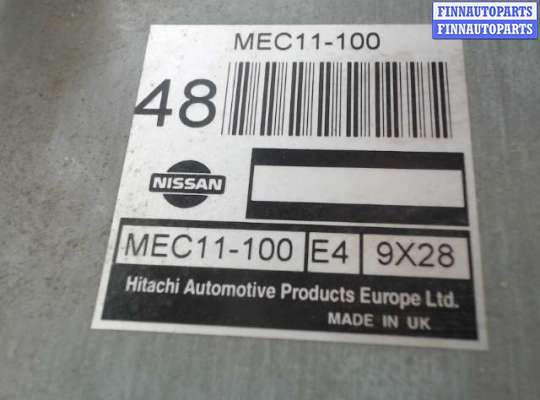 FINNAUTOPARTS
FINNAUTOPARTS
MEC11-100
48
NISSAN
MEC11-100 E4 9X28
Hitachi Automotive Products Europe Ltd.
MADE IN UK